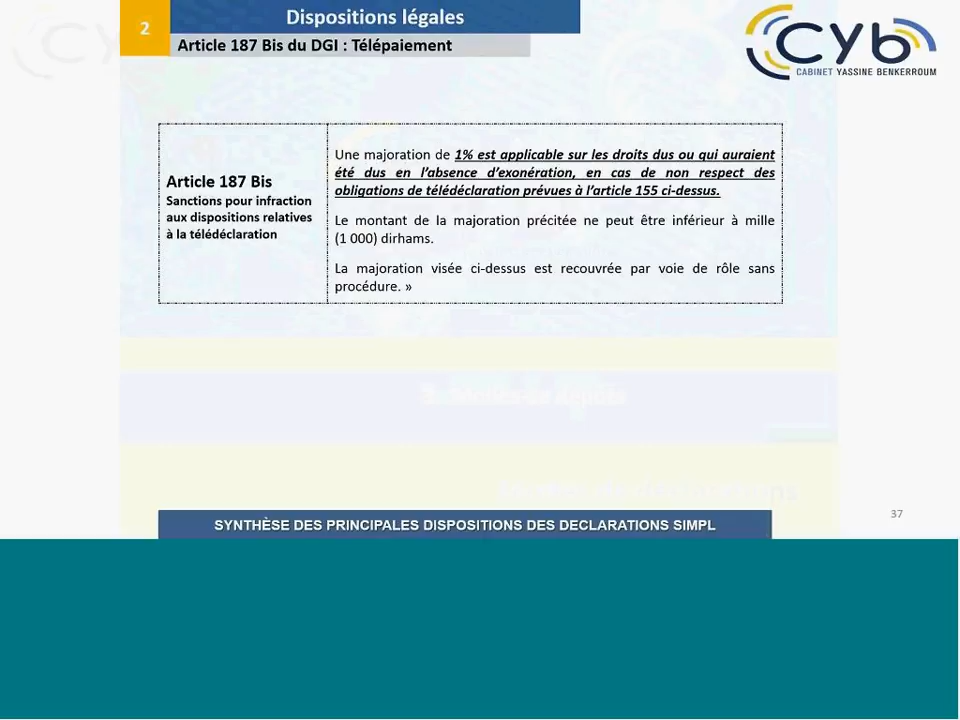 2
Dispositions légales
Article 187 Bis du DGI : Télépaiement
CYb
CABINET YASSINE BENKERROUM
Article 187 Bis
Sanctions pour infraction
aux dispositions relatives
à la télédéclaration
Une majoration de 1% est applicable sur les droits dus ou qui auraient
été dus en l'absence d'exonération, en cas de non respect des
obligations de télédéclaration prévues à l'article 155 ci-dessus.
Le montant de la majoration précitée ne peut être inférieur à mille
(1 000) dirhams.
La majoration visée ci-dessus est recouvrée par voie de rôle sans
procédure. »
37
SYNTHÈSE DES PRINCIPALES DISPOSITIONS DES DECLARATIONS SIMPL